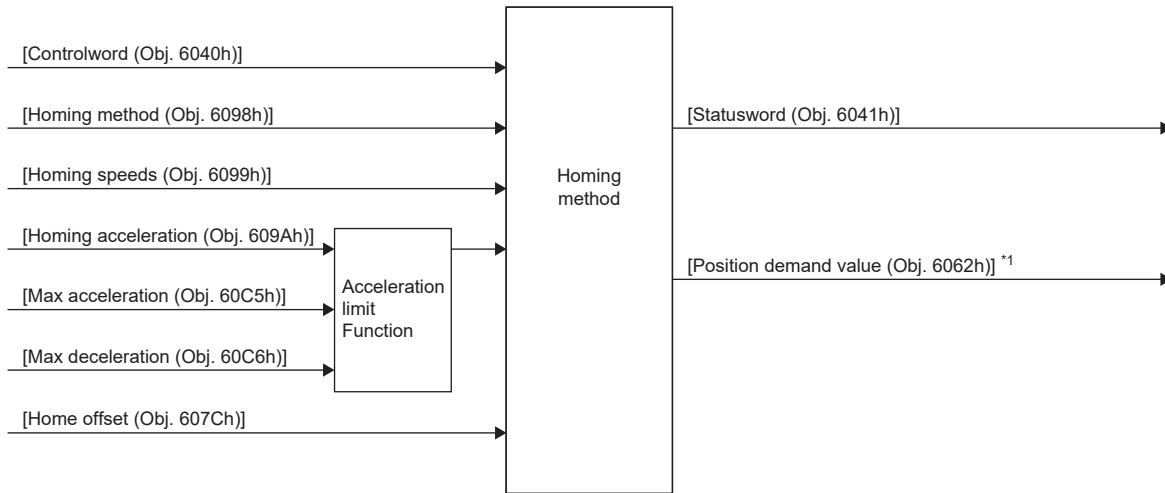 [Controlword (Obj. 6040h)]
[Homing method (Obj. 6098h)]
[Homing speeds (Obj. 6099h)]
[Homing acceleration (Obj. 609Ah)]
[Max acceleration (Obj. 60C5h)]
[Max deceleration (Obj. 60C6h)]
[Home offset (Obj. 607Ch)]
Acceleration
limit
Function
Homing
method
[Statusword (Obj. 6041h)]
[Position demand value (Obj. 6062h)] *1